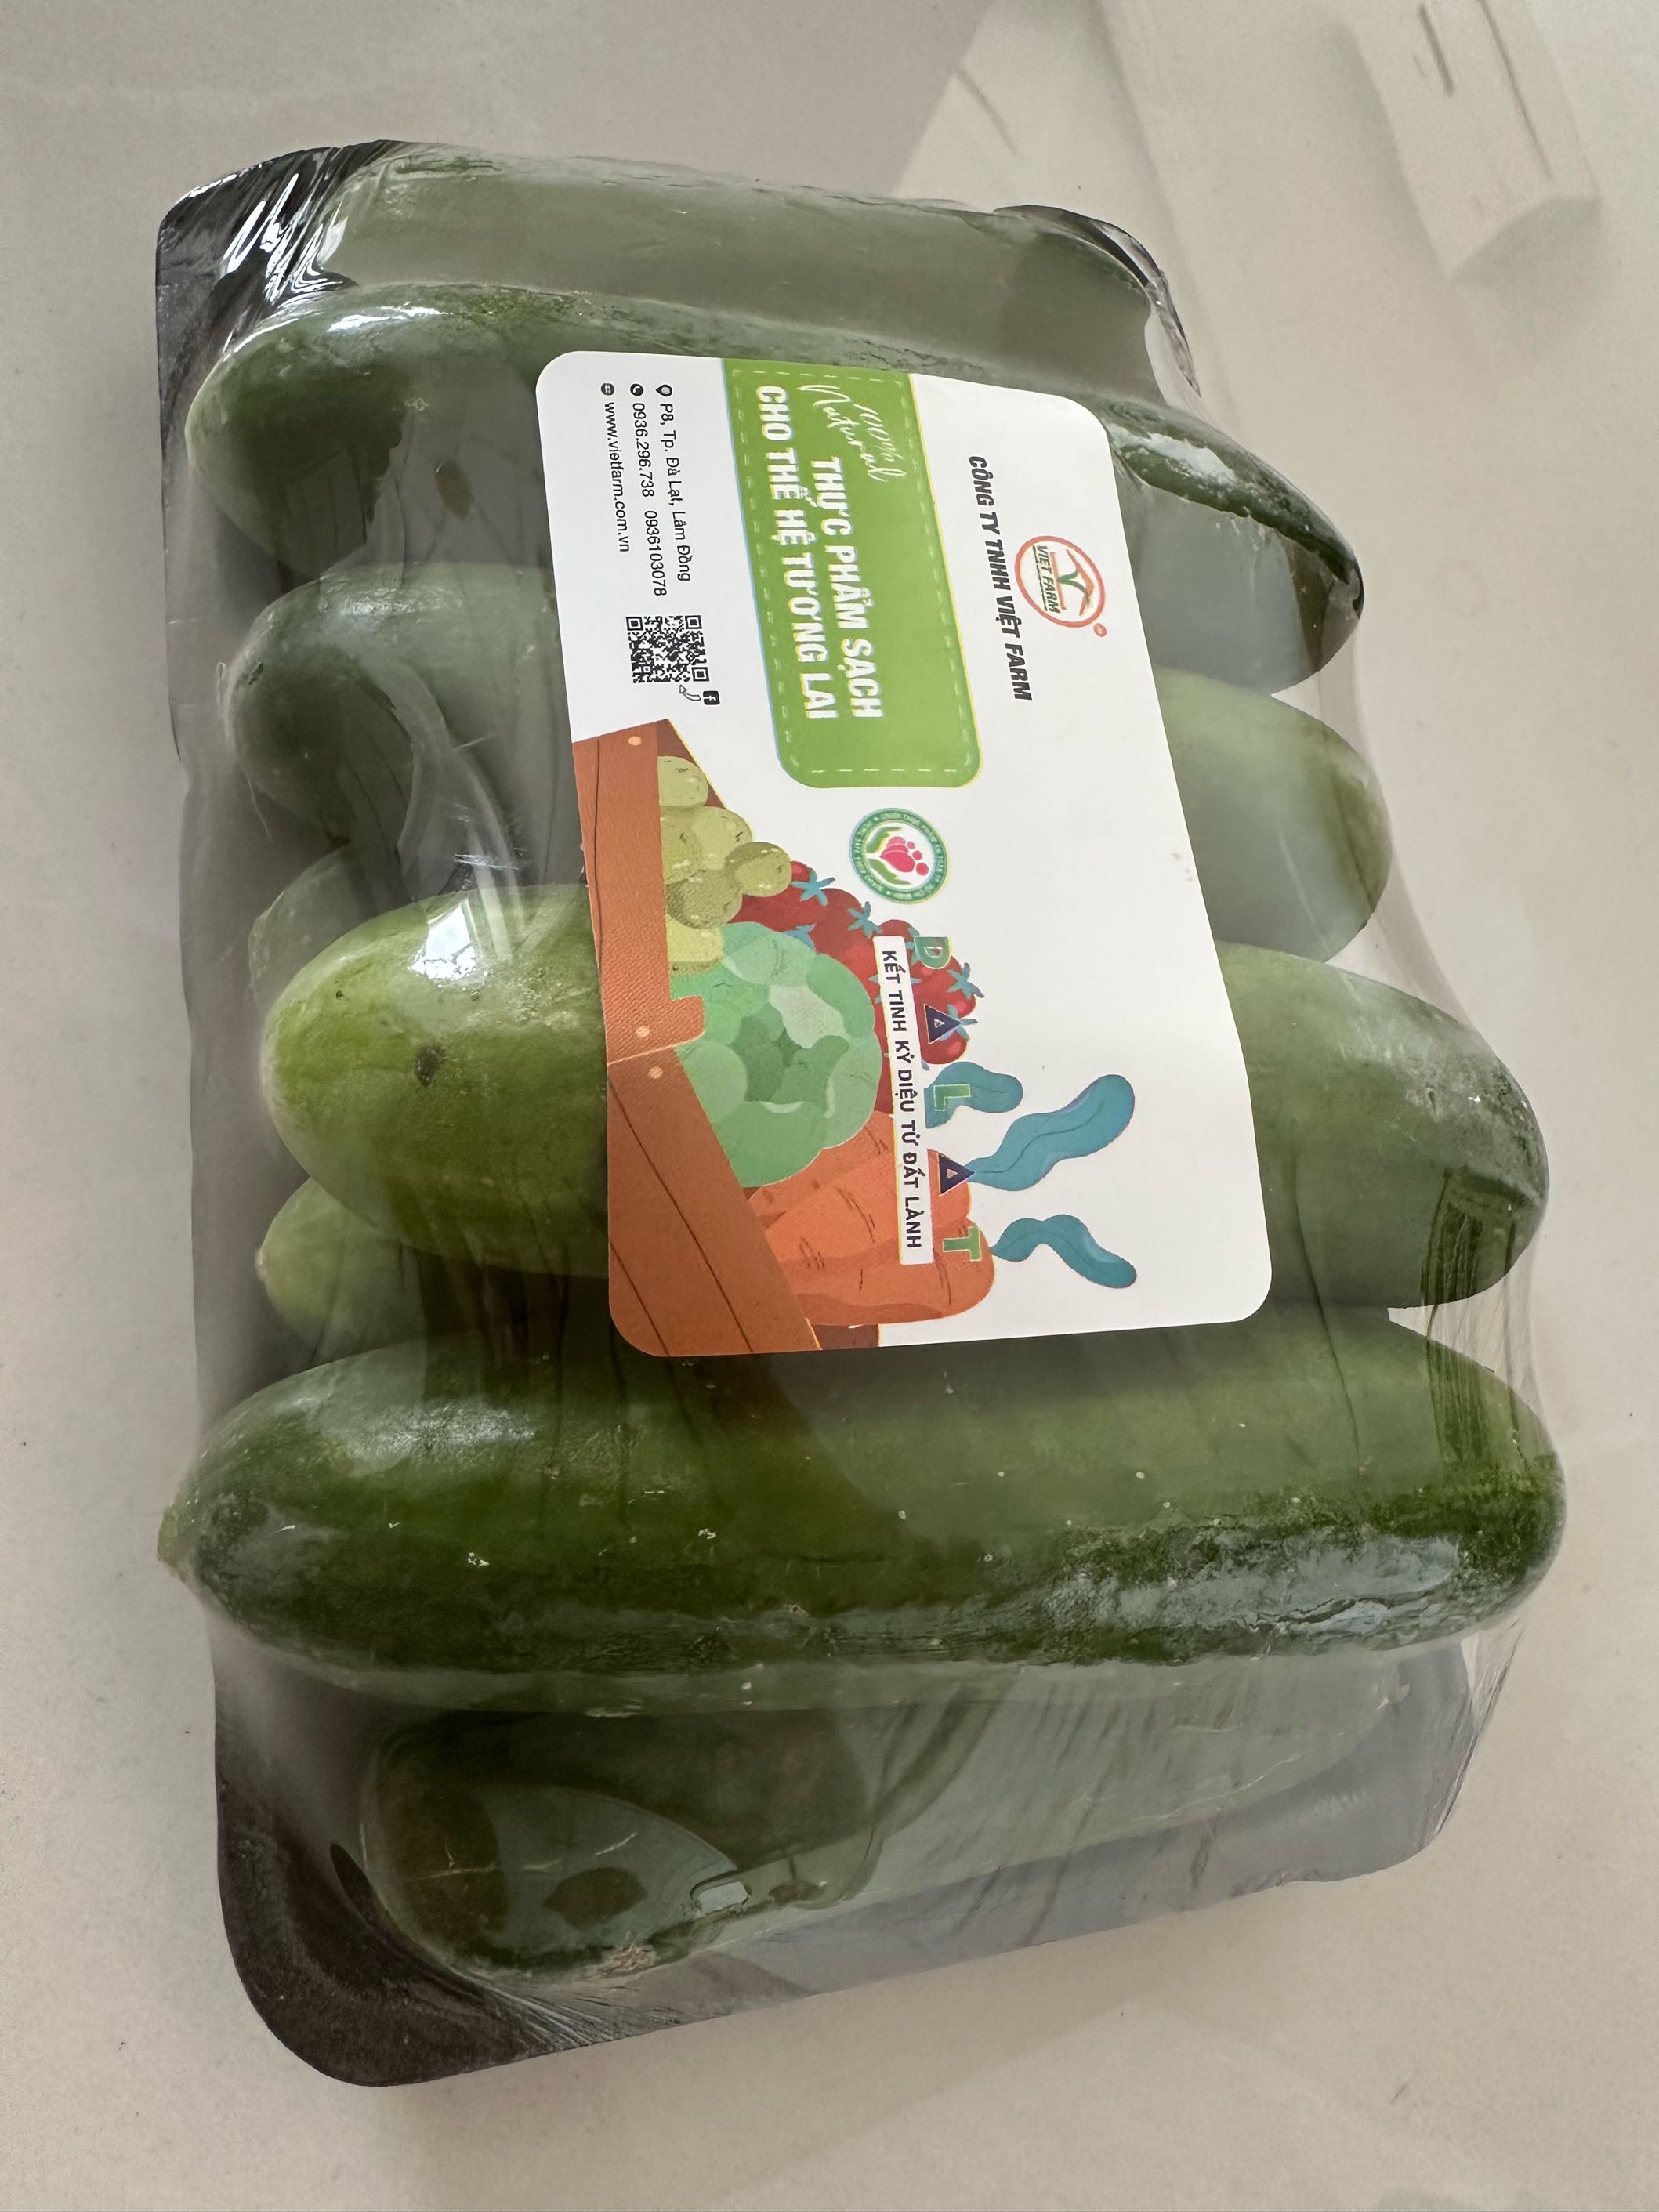 VIET FARM
CÔNG TY TNHH VIỆT FARM
100%
Natural
THỰC PHẨM SẠCH
CHO THẾ HỆ TƯƠNG LAI
P8, Tp. Đà Lạt, Lâm Đồng
0936.296.738 0936103078
www.vietfarm.com.vn
DALAT
KẾT TINH KỲ DIỆU TỪ ĐẤT LÀNH